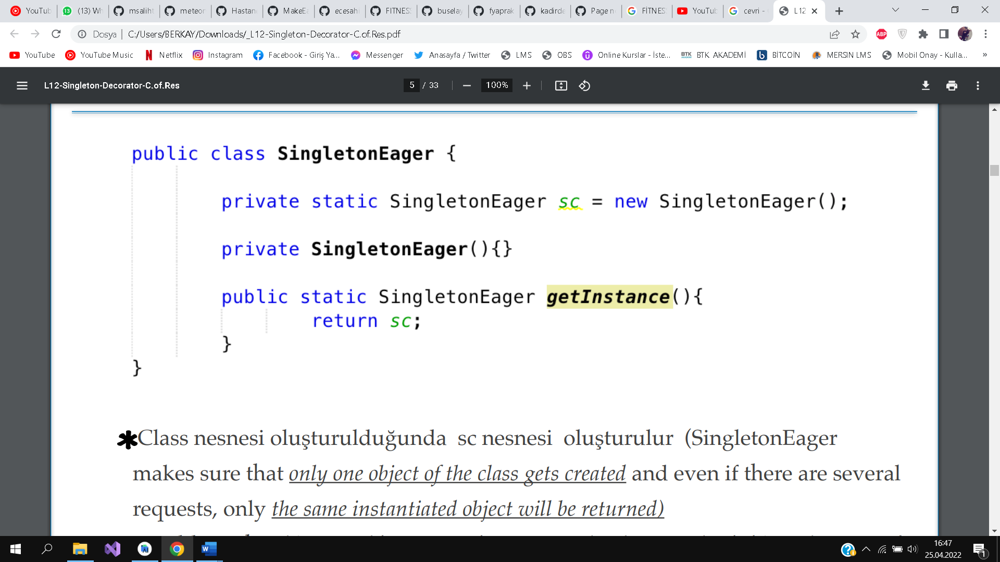 YouTub (13) Wh msaliht meteor Hastan MakeEa ecesahi FITNESS buselay fyaprak kadirde Page n FİTNES YouTub cevri - L12
Dosya C:/Users/BERKAY/Downloads/_L12-Singleton-Decorator-C.of.Res.pdf
YouTube YouTube Music Netflix Instagram Facebook - Giriş Ya... Messenger Anasayfa / Twitter LMS OBS Online Kurslar - İste... BTK AKADEMİ BİTCOİN MERSIN LMS Mobil Onay - Kulla... »
L12-Singleton-Decorator-C.of.Res 5 / 33 100%
public class SingletonEager {
private static SingletonEager sc = new SingletonEager();
private SingletonEager(){}
public static SingletonEager getInstance(){
return sc;
}
}
*Class nesnesi oluşturulduğunda sc nesnesi oluşturulur (SingletonEager
makes sure that only one object of the class gets created and even if there are several
requests, only the same instantiated object will be returned)
16:47
25.04.2022
1